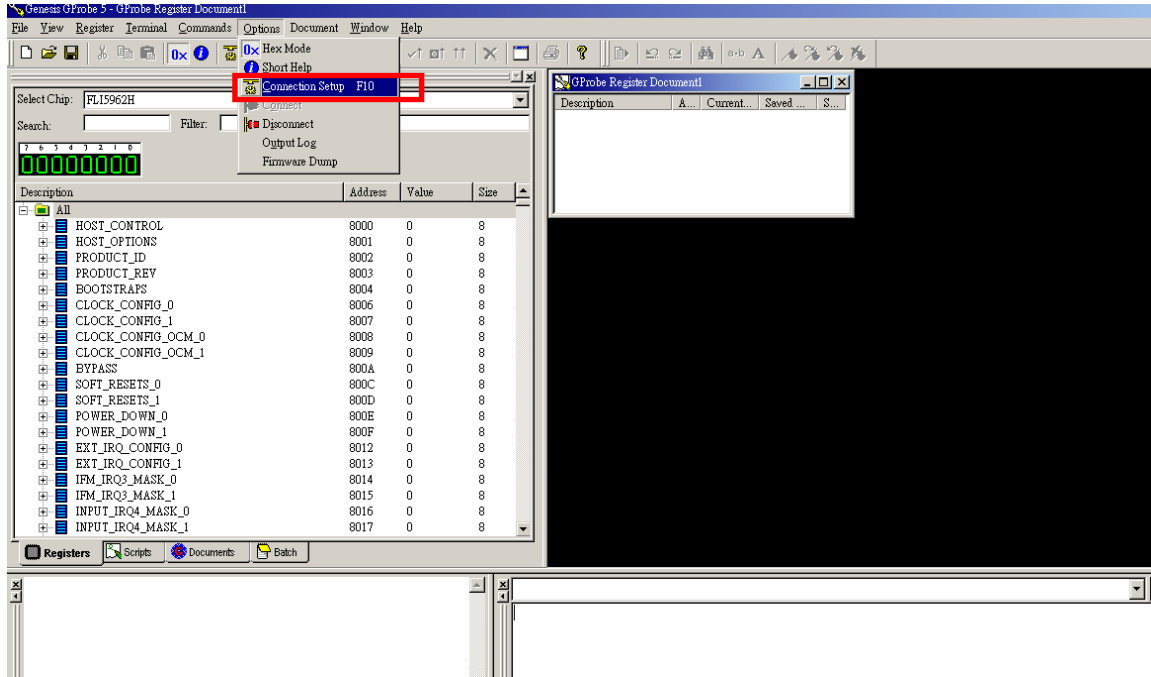 Genesis GProbe 5 - GProbe Register Document1
File View Register Terminal Commands Options Document Window Help
0x
a·b A
0x Hex Mode
Short Help
Connection Setup F10
Connect
Disconnect
Output Log
Firmware Dump
Select Chip: FLI5962H
Search: Filter:
7 6 5 4 3 2 1 0
00000000
Description Address Value Size
All
HOST_CONTROL 8000 0 8
HOST_OPTIONS 8001 0 8
PRODUCT_ID 8002 0 8
PRODUCT_REV 8003 0 8
BOOTSTRAPS 8004 0 8
CLOCK_CONFIG_0 8006 0 8
CLOCK_CONFIG_1 8007 0 8
CLOCK_CONFIG_OCM_0 8008 0 8
CLOCK_CONFIG_OCM_1 8009 0 8
BYPASS 800A 0 8
SOFT_RESETS_0 800C 0 8
SOFT_RESETS_1 800D 0 8
POWER_DOWN_0 800E 0 8
POWER_DOWN_1 800F 0 8
EXT_IRQ_CONFIG_0 8012 0 8
EXT_IRQ_CONFIG_1 8013 0 8
IFM_IRQ3_MASK_0 8014 0 8
IFM_IRQ3_MASK_1 8015 0 8
INPUT_IRQ4_MASK_0 8016 0 8
INPUT_IRQ4_MASK_1 8017 0 8
Registers Scripts Documents Batch
GProbe Register Document1
Description A... Current... Saved ... S...